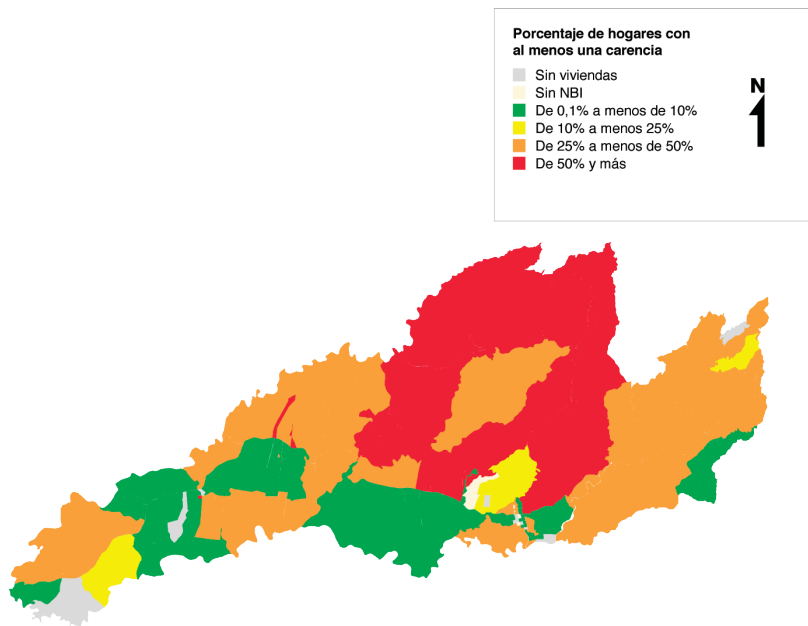 Porcentaje de hogares con
al menos una carencia
Sin viviendas
Sin NBI
De 0,1% a menos de 10%
De 10% a menos 25%
De 25% a menos de 50%
De 50% y más
N